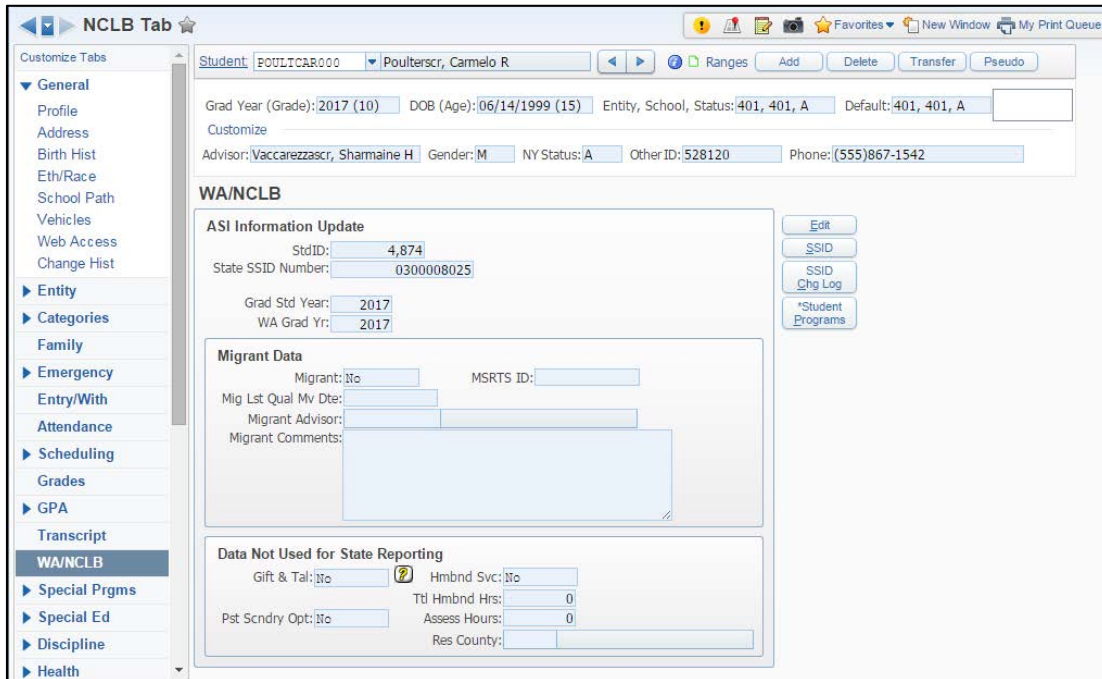 NCLB Tab
Favorites New Window My Print Queue
Customize Tabs
General
Profile
Address
Birth Hist
Eth/Race
School Path
Vehicles
Web Access
Change Hist
Entity
Categories
Family
Emergency
Entry/With
Attendance
Scheduling
Grades
GPA
Transcript
WA/NCLB
Special Prgms
Special Ed
Discipline
Health
Student: POULTCAR000 Poulterscr, Carmelo R Ranges Add Delete Transfer Pseudo
Grad Year (Grade): 2017 (10) DOB (Age): 06/14/1999 (15) Entity, School, Status: 401, 401, A Default: 401, 401, A
Customize
Advisor: Vaccarezzascr, Sharmaine H Gender: M NY Status: A Other ID: 528120 Phone: (555)867-1542
WA/NCLB
ASI Information Update
StdID: 4,874
State SSID Number: 0300008025
Grad Std Year: 2017
WA Grad Yr: 2017
Edit
SSID
SSID
Chg Log
*Student
Programs
Migrant Data
Migrant: No MSRTS ID:
Mig Lst Qual Mv Dte:
Migrant Advisor:
Migrant Comments:
Data Not Used for State Reporting
Gift & Tal: No ? Hmbnd Svc: No
Ttl Hmbnd Hrs: 0
Pst Scndry Opt: No Assess Hours: 0
Res County: